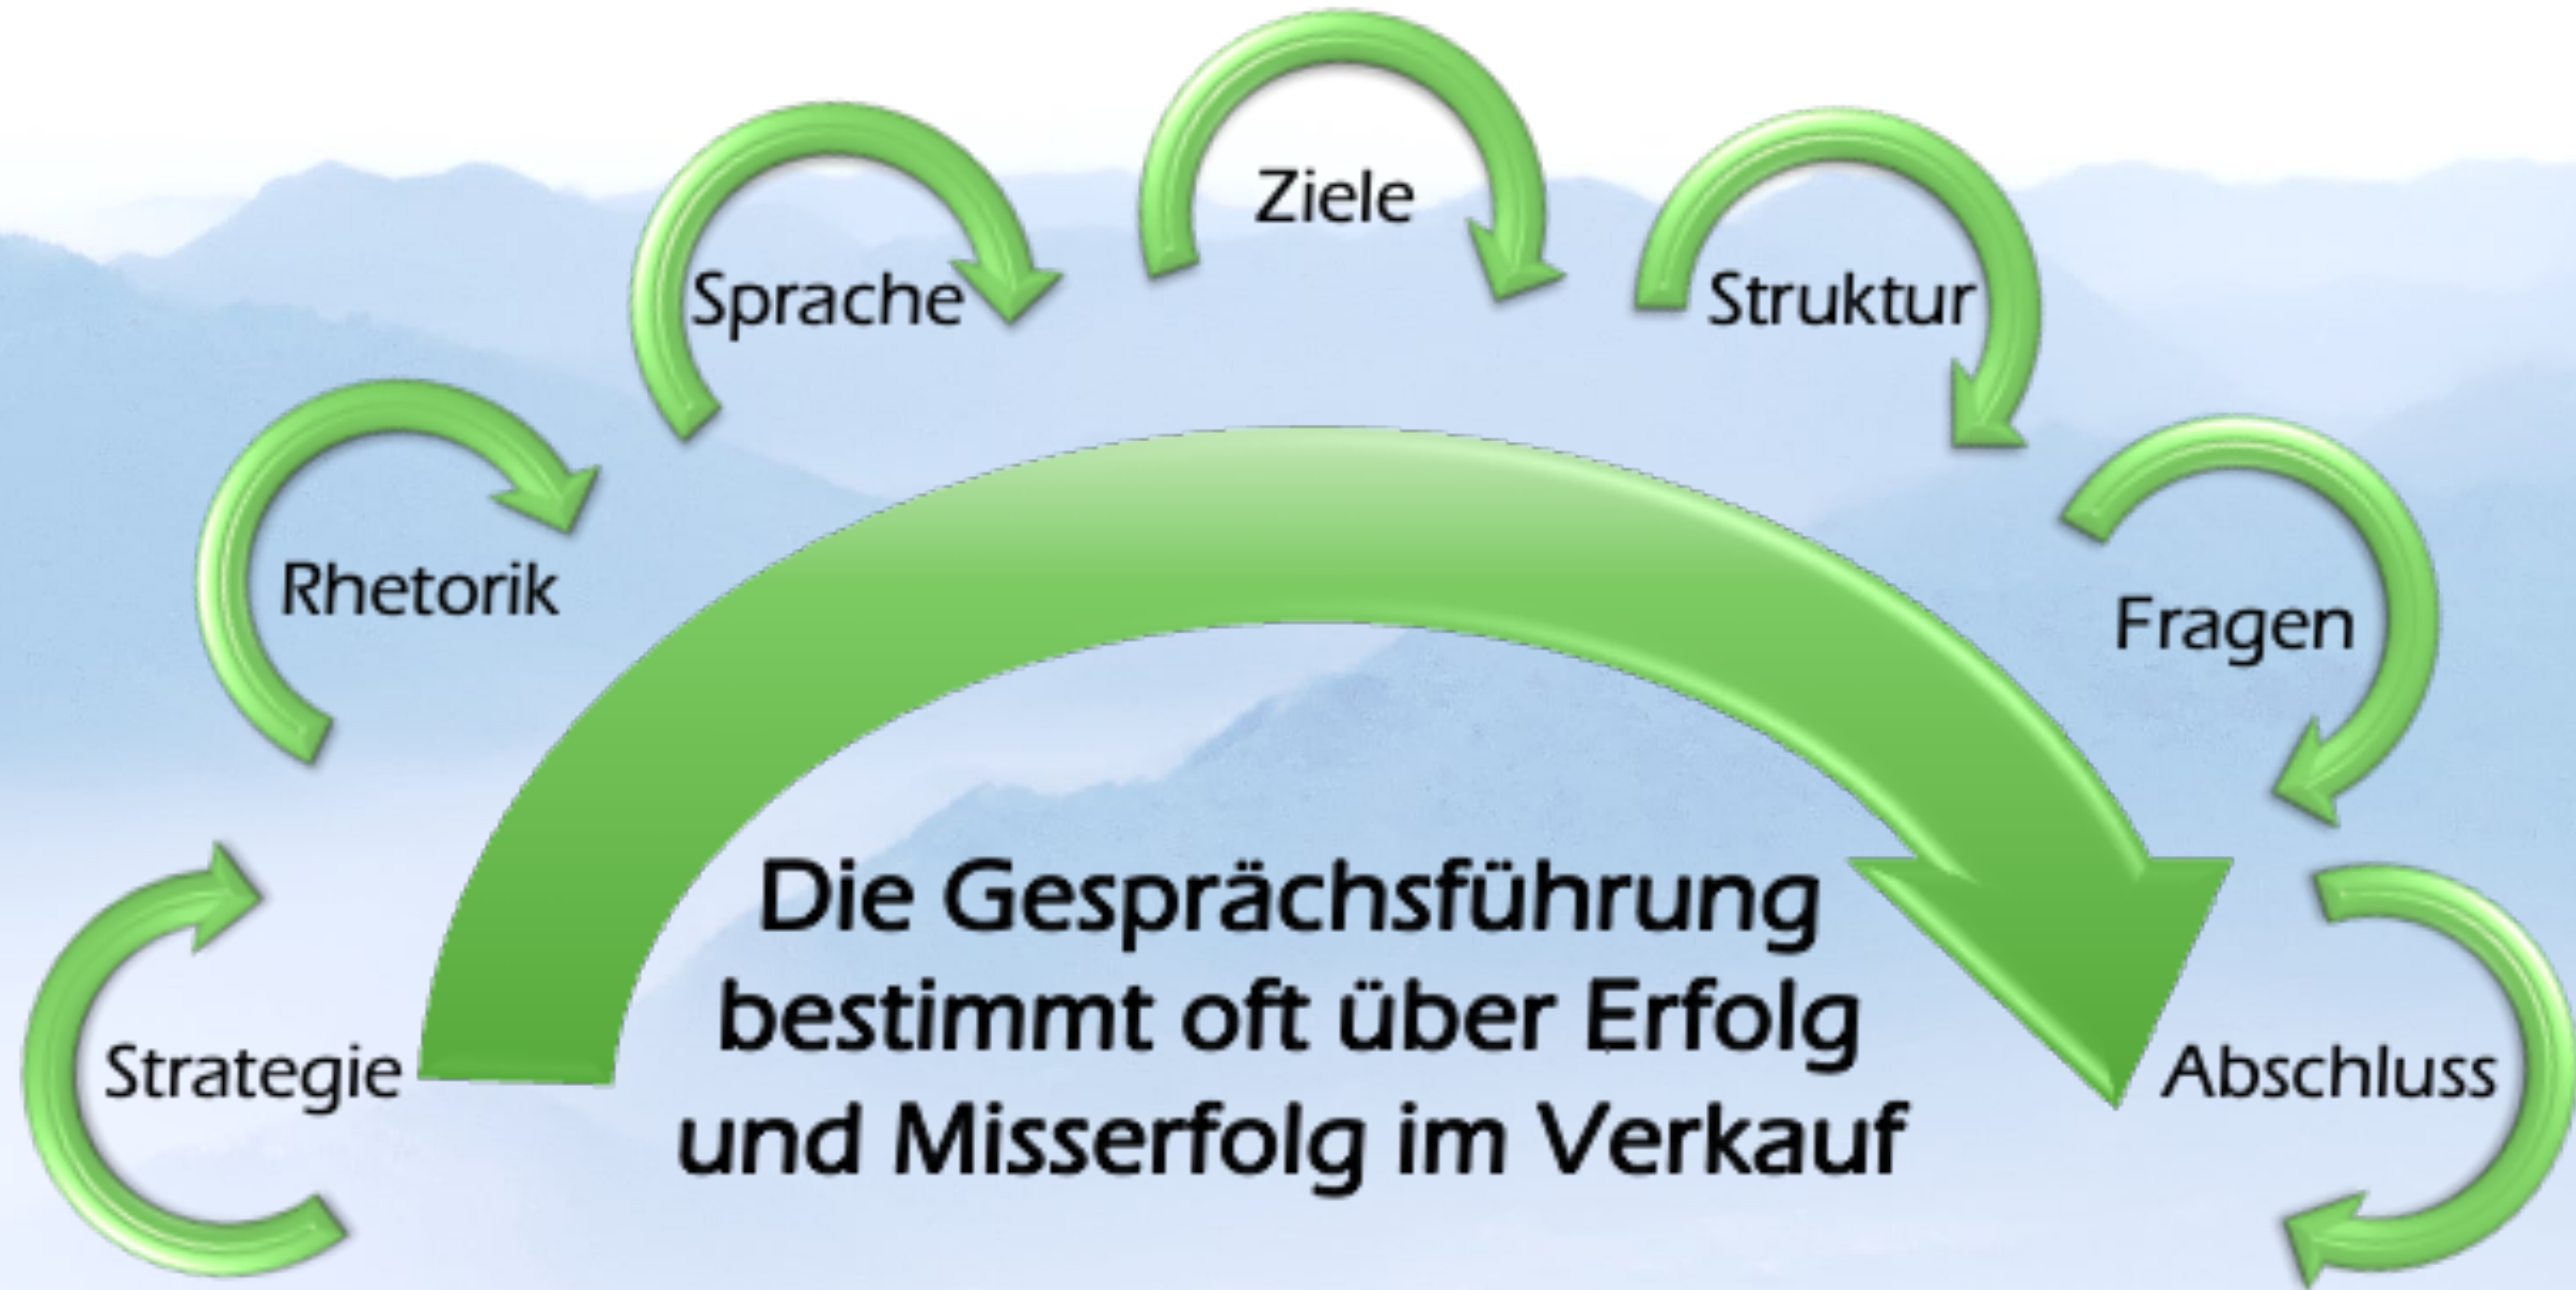 Strategie
Rhetorik
Sprache
Ziele
Struktur
Fragen
Abschluss
Die Gesprächsführung
bestimmt oft über Erfolg
und Misserfolg im Verkauf